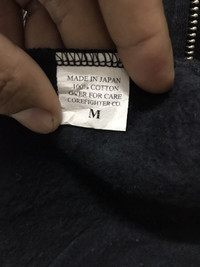 MADE IN JAPAN
100% COTTON
OVER FOR CARE
COREFIGHTER CO.
M